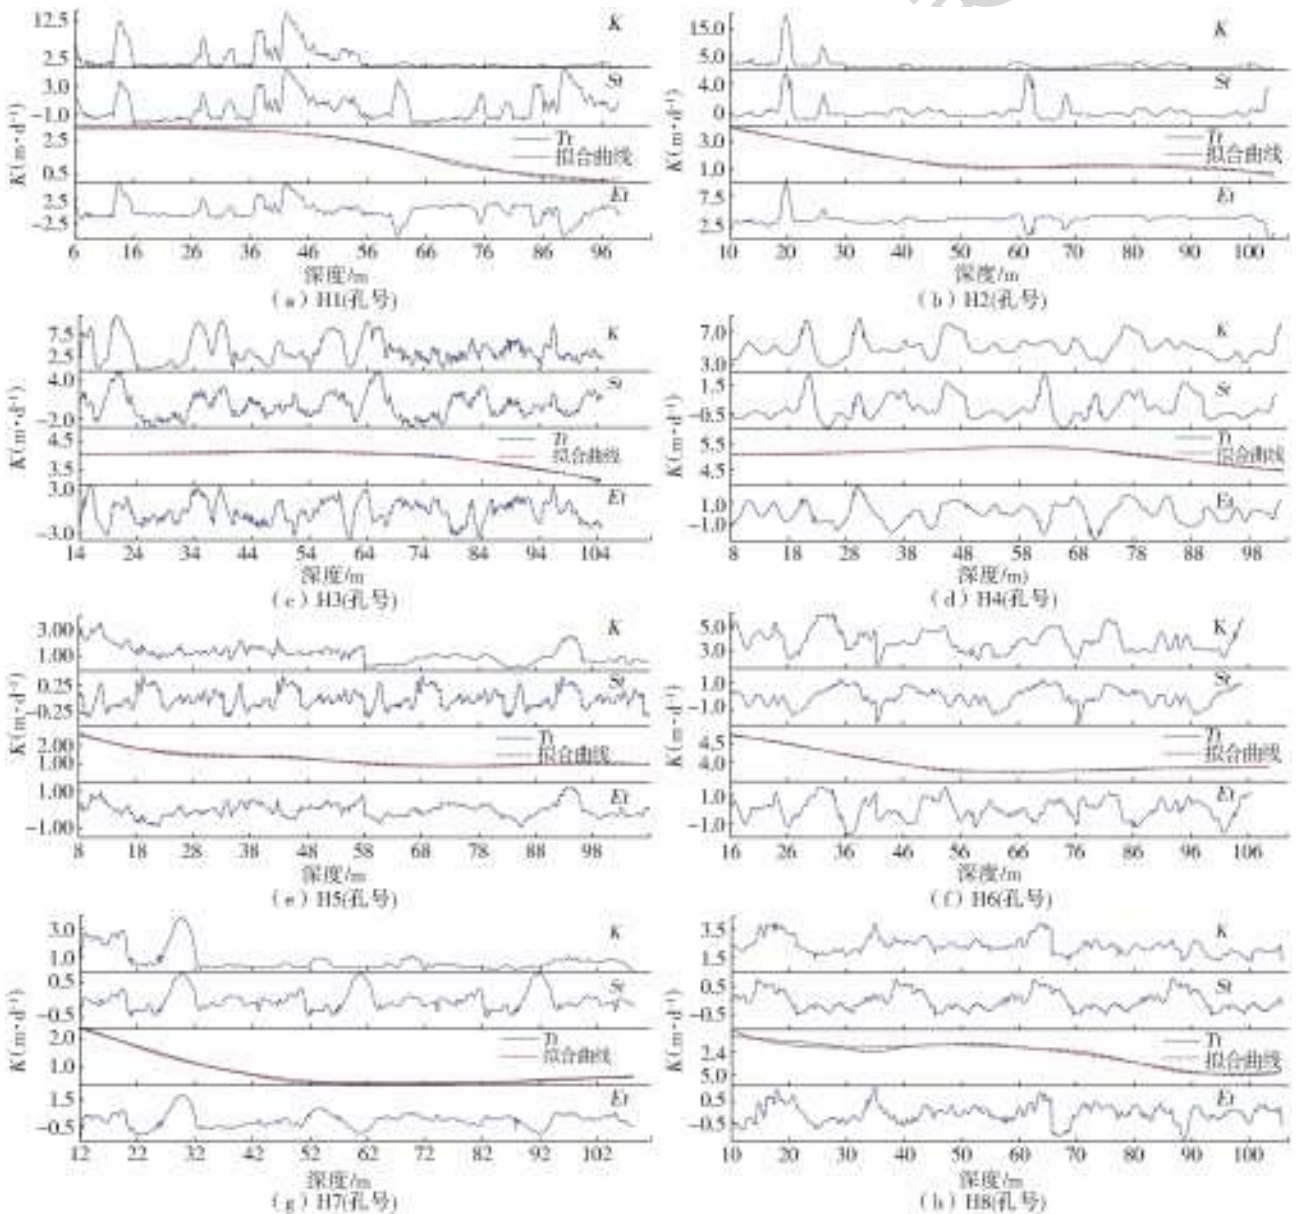 12.5 K
2.5
3.0 St
-1.0
2.5 Tt
拟合曲线
0.5
2.5 Et
-2.5
K(m·d⁻¹)
6 16 26 36 46 56 66 76 86 96
深度/m
(a) H1(孔号)
15.0 K
5.0
4.0 St
0
3.0 Tt
拟合曲线
1.0
7.5 Et
2.5
K(m·d⁻¹)
10 20 30 40 50 60 70 80 90 100
深度/m
(b) H2(孔号)
7.5 K
2.5
4.0 St
-2.0
4.5 Tt
拟合曲线
3.5
3.0 Et
-3.0
K(m·d⁻¹)
14 24 34 44 54 64 74 84 94 104
深度/m
(c) H3(孔号)
7.0 K
3.0
1.5 St
-0.5
5.5 Tt
拟合曲线
4.5
1.0 Et
-1.0
K(m·d⁻¹)
8 18 28 38 48 58 68 78 88 98
深度/m)
(d) H4(孔号)
3.00 K
1.00
0.25 St
-0.25
2.00 Tt
拟合曲线
1.00
1.00 Et
-1.00
K(m·d⁻¹)
8 18 28 38 48 58 68 78 88 98
深度/m
(e) H5(孔号)
5.0 K
3.0
1.0 St
-1.0
4.5 Tt
拟合曲线
4.0
1.0 Et
-1.0
K(m·d⁻¹)
16 26 36 46 56 66 76 86 96 106
深度/m
(f) H6(孔号)
3.0 K
1.0
0.5 St
-0.5
2.0 Tt
拟合曲线
1.0
1.5 Et
-0.5
K(m·d⁻¹)
12 22 32 42 52 62 72 82 92 102
深度/m
(g) H7(孔号)
K
1.5
0.5 St
-0.5
2.4 Tt
拟合曲线
5.0
0.5 Et
-0.5
K(m·d⁻¹)
10 20 30 40 50 60 70 80 90 100
深度/m
(h) H8(孔号)